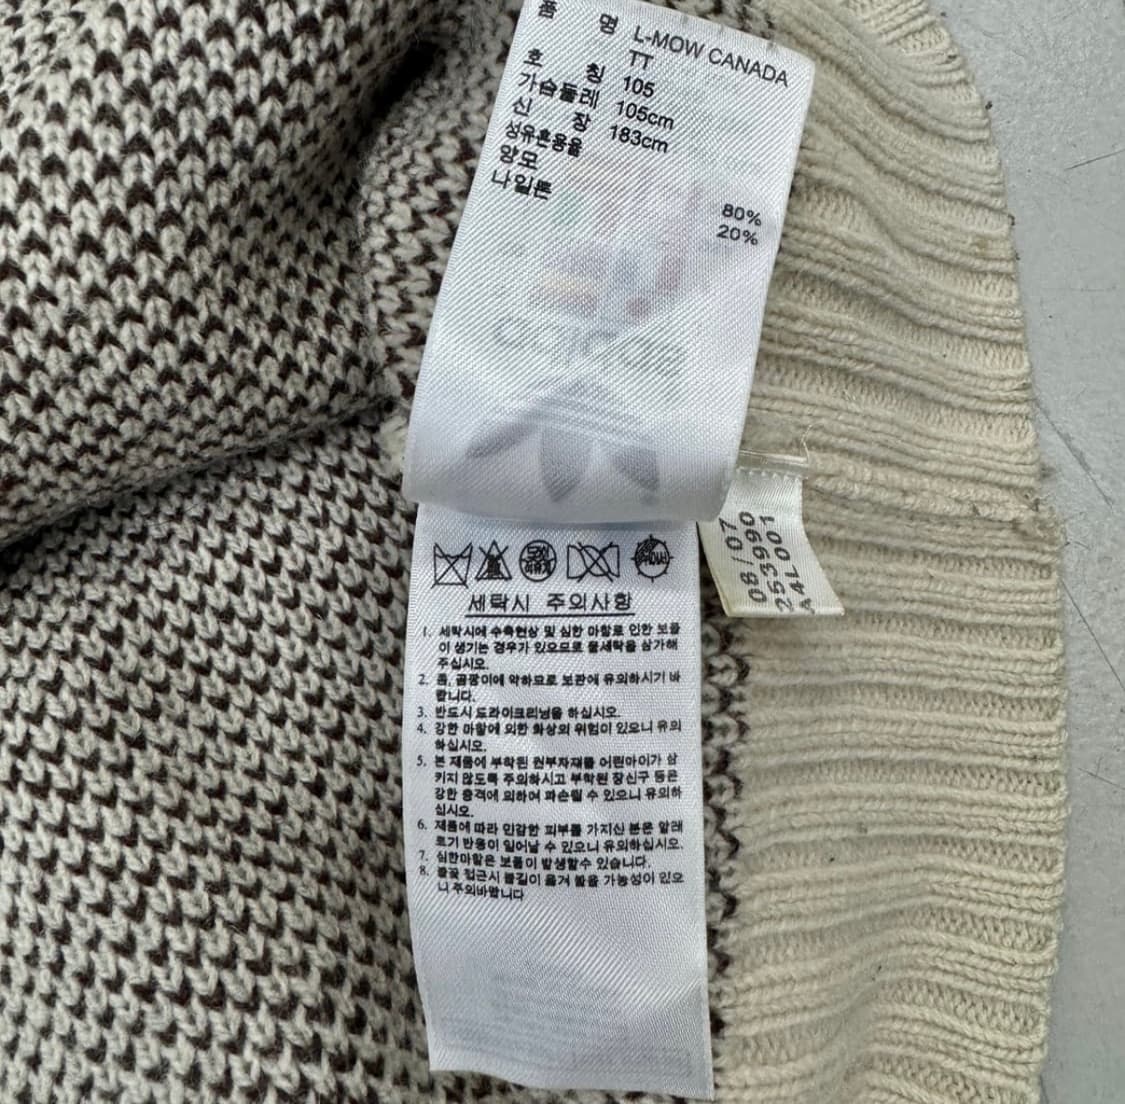 품 명 L-MOW CANADA
TT
호 칭 105
가슴둘레 105cm
신 장 183cm
섬유혼용율
양모 80%
나일론 20%
adidas
세탁시 주의사항
1. 세탁시에 수축현상 및 심한 마찰로 인한 보풀
이 생기는 경우가 있으므로 물세탁을 삼가해
주십시오.
2. 좀, 곰팡이에 약하므로 보관에 유의하시기 바
랍니다.
3. 반드시 드라이크리닝을 하십시오.
4. 강한 마찰에 의한 화상의 위험이 있으니 유의
하십시오.
5. 본 제품에 부착된 원부자재를 어린아이가 삼
키지 않도록 주의하시고 부착된 장신구 등은
강한 충격에 의하여 파손될 수 있으니 유의하
십시오.
6. 제품에 따라 민감한 피부를 가지신 분은 알레
르기 반응이 일어날 수 있으니 유의하십시오.
7. 심한마찰은 보풀이 발생할수 있습니다.
8. 불꽃 접근시 불길이 옮겨 붙을 가능성이 있으
니 주의바랍니다
08/07
253990
A4L001